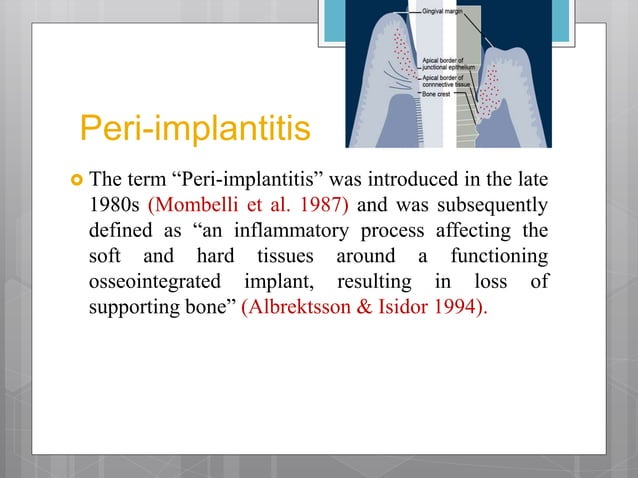 Gingival margin
Apical border of
junctional epithelium
Apical border of
connnective tissue
Bone crest
Peri-implantitis
The term “Peri-implantitis” was introduced in the late
1980s (Mombelli et al. 1987) and was subsequently
defined as “an inflammatory process affecting the
soft and hard tissues around a functioning
osseointegrated implant, resulting in loss of
supporting bone” (Albrektsson & Isidor 1994).